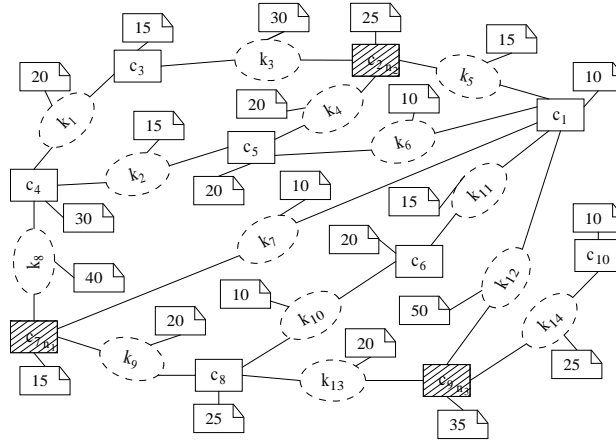 30
25
15
15
20
c₃
k₃
c₂ n₂
k₅
10
20
10
k₁
k₄
c₁
15
c₅
k₆
k₂
c₄
20
10
15
k₁₁
30
10
k₇
20
k₈
c₆
c₁₀
40
k₁₂
10
50
k₁₀
k₁₄
c₇ n₁
20
20
k₉
c₈
k₁₃
c₉ n₃
25
15
25
35